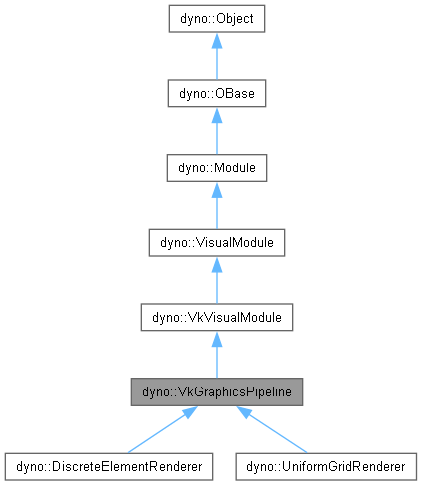 dyno::Object
dyno::OBase
dyno::Module
dyno::VisualModule
dyno::VkVisualModule
dyno::VkGraphicsPipeline
dyno::DiscreteElementRenderer
dyno::UniformGridRenderer